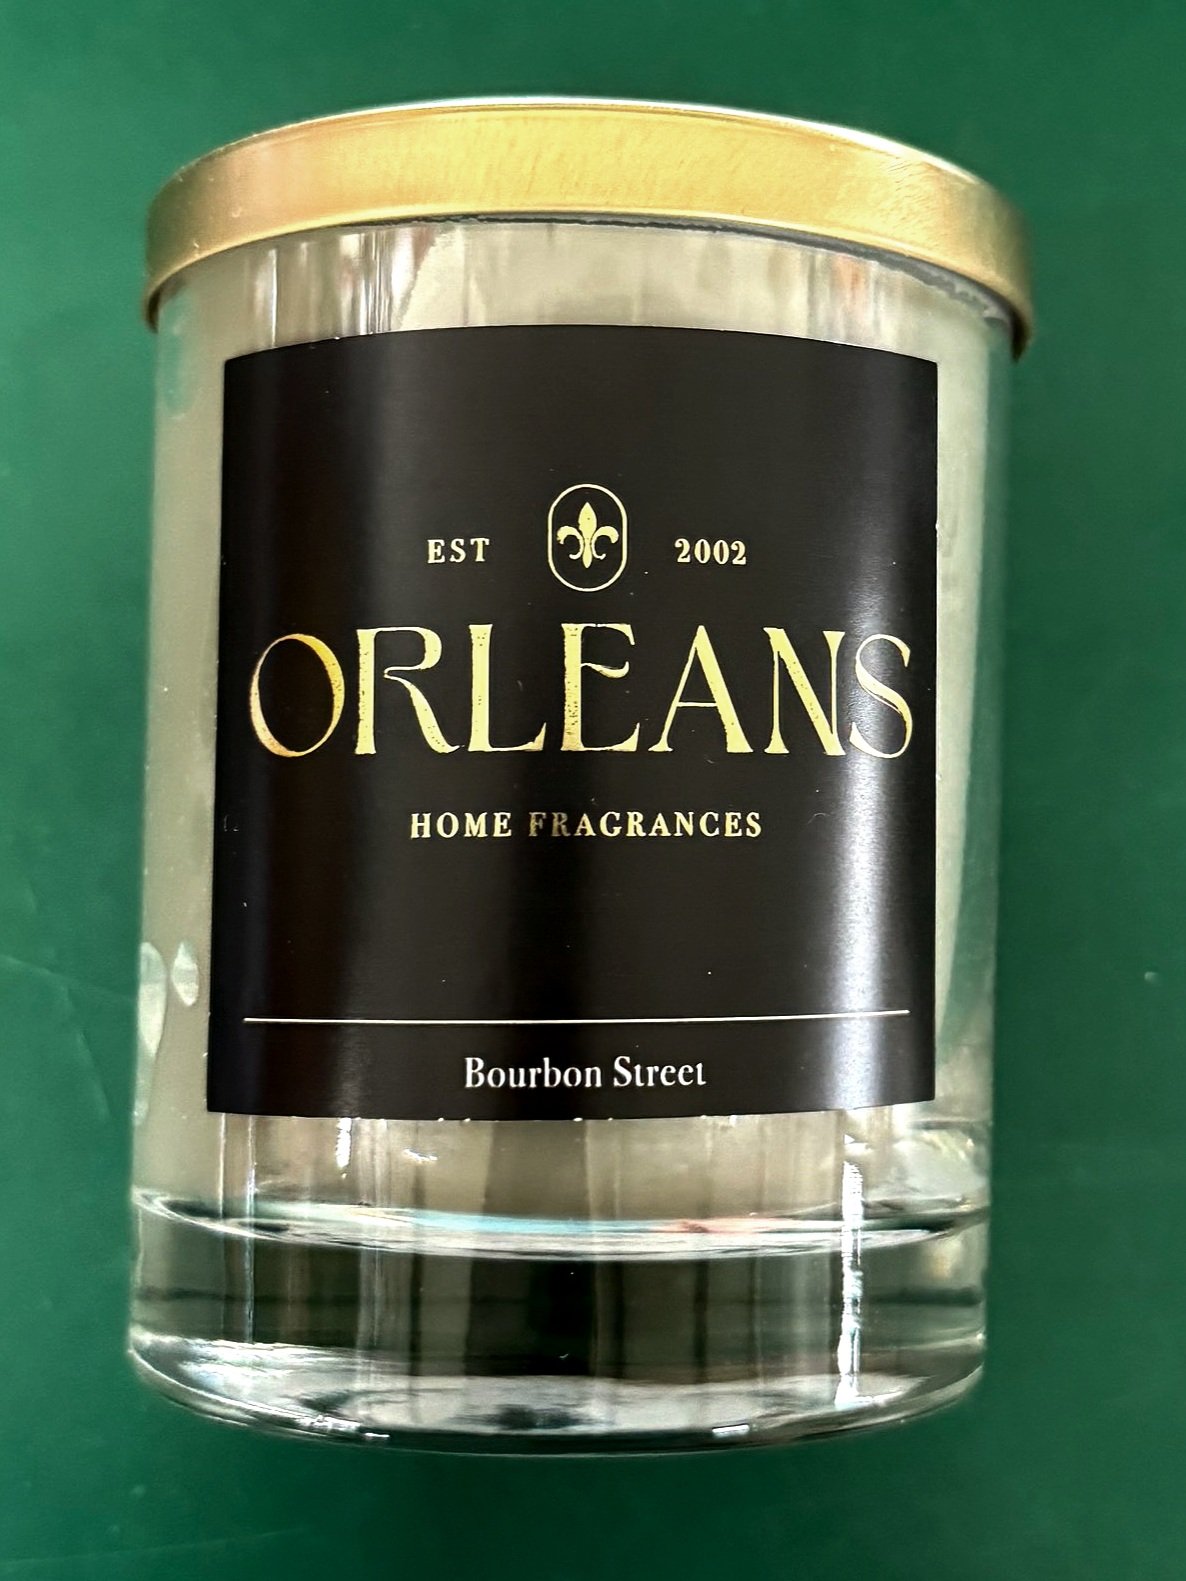 EST 2002
ORLEANS
HOME FRAGRANCES
Bourbon Street